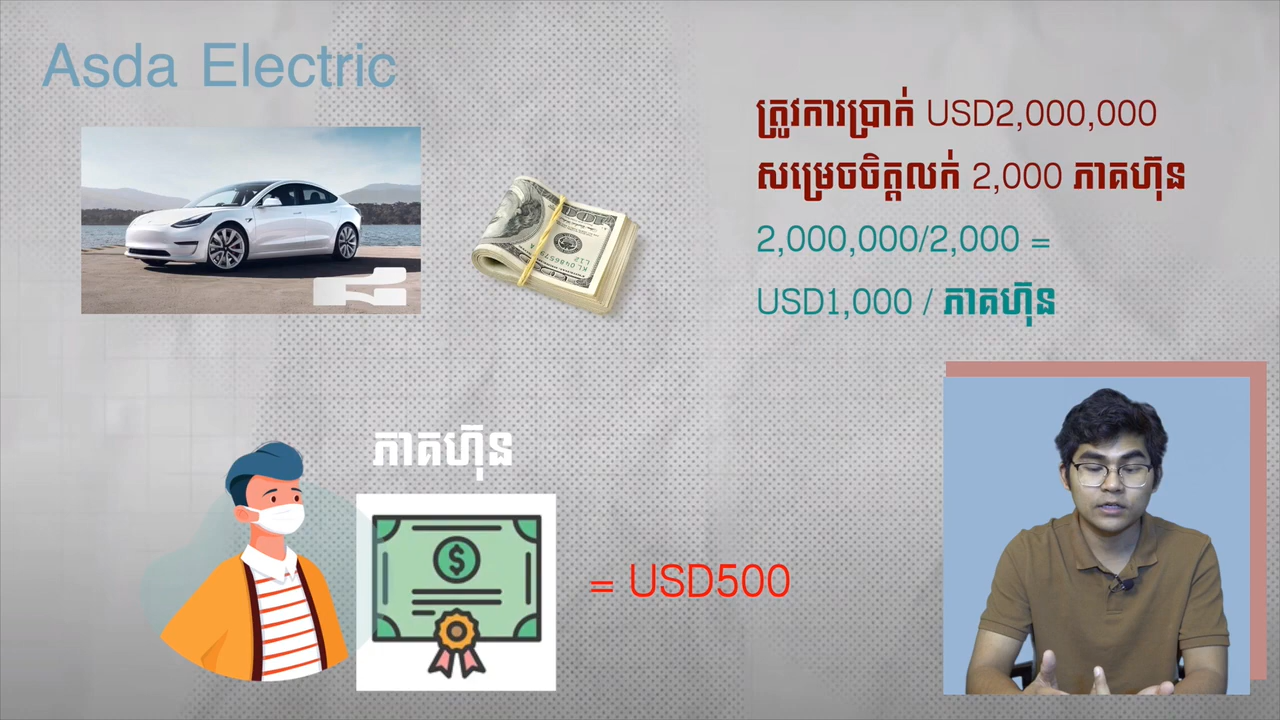 Asda Electric
ត្រូវការប្រាក់ USD2,000,000
សម្រេចចិត្តលក់ 2,000 ភាគហ៊ុន
2,000,000/2,000 =
USD1,000 / ភាគហ៊ុន
ភាគហ៊ុន
= USD500